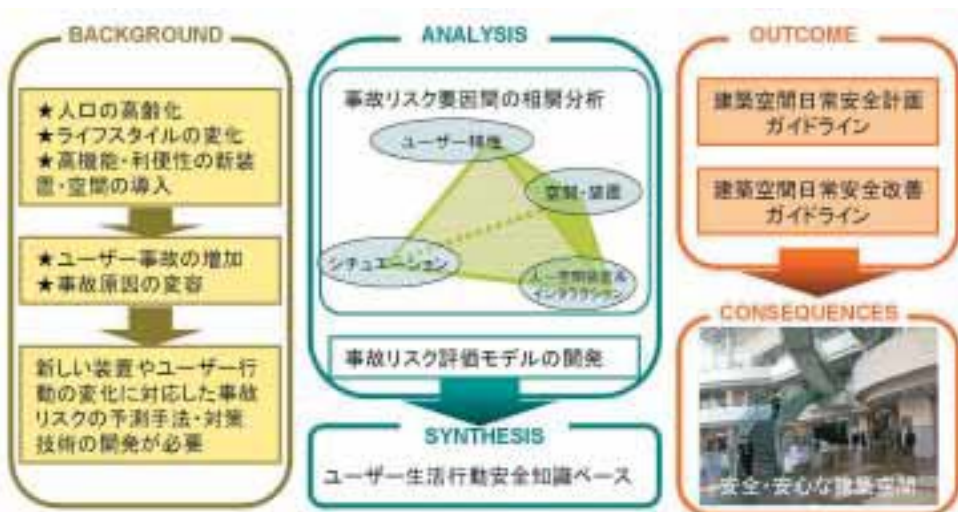 BACKGROUND
★人口の高齢化
★ライフスタイルの変化
★高機能・利便性の新装
置・空間の導入
★ユーザー事故の増加
★事故原因の変容
新しい装置やユーザー行
動の変化に対応した事故
リスクの予測手法・対策
技術の開発が必要
ANALYSIS
事故リスク要因間の相関分析
ユーザー特性
空間・装置
シチュエーション
インタラクション
事故リスク評価モデルの開発
SYNTHESIS
ユーザー生活行動安全知識ベース
OUTCOME
建築空間日常安全計画
ガイドライン
建築空間日常安全改善
ガイドライン
CONSEQUENCES
安全・安心な建築空間